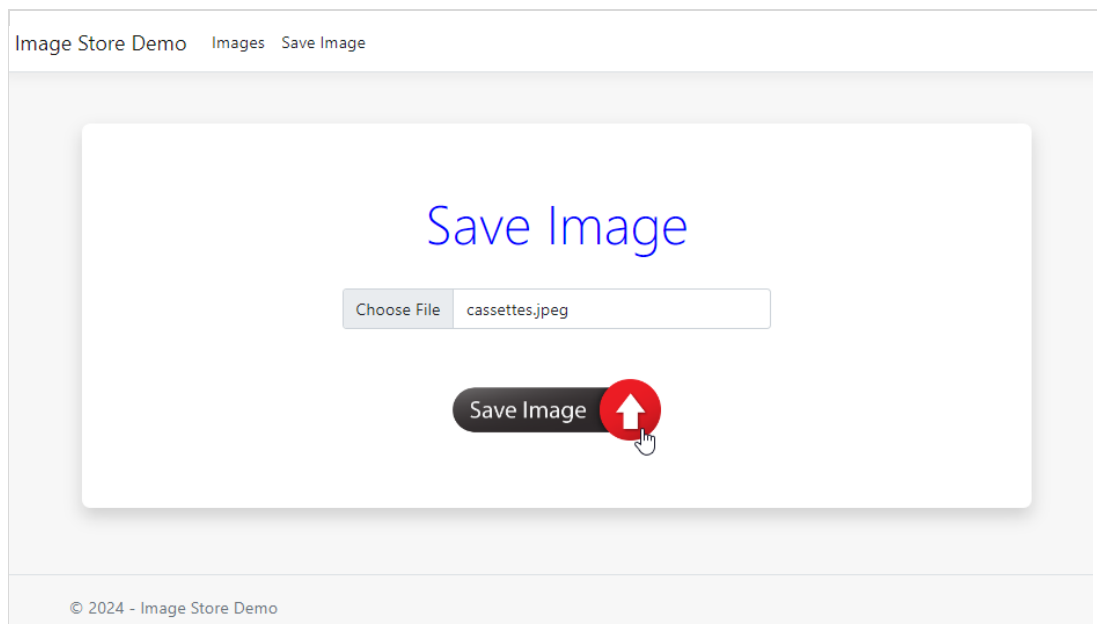 Image Store Demo Images Save Image
Save Image
Choose File cassettes.jpeg
Save Image
© 2024 - Image Store Demo